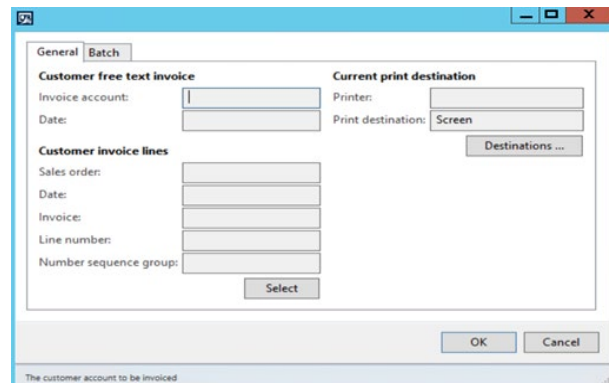 General Batch
Customer free text invoice
Invoice account:
Date:
Customer invoice lines
Sales order:
Date:
Invoice:
Line number:
Number sequence group:
Select
Current print destination
Printer:
Print destination: Screen
Destinations ...
OK Cancel
The customer account to be invoiced